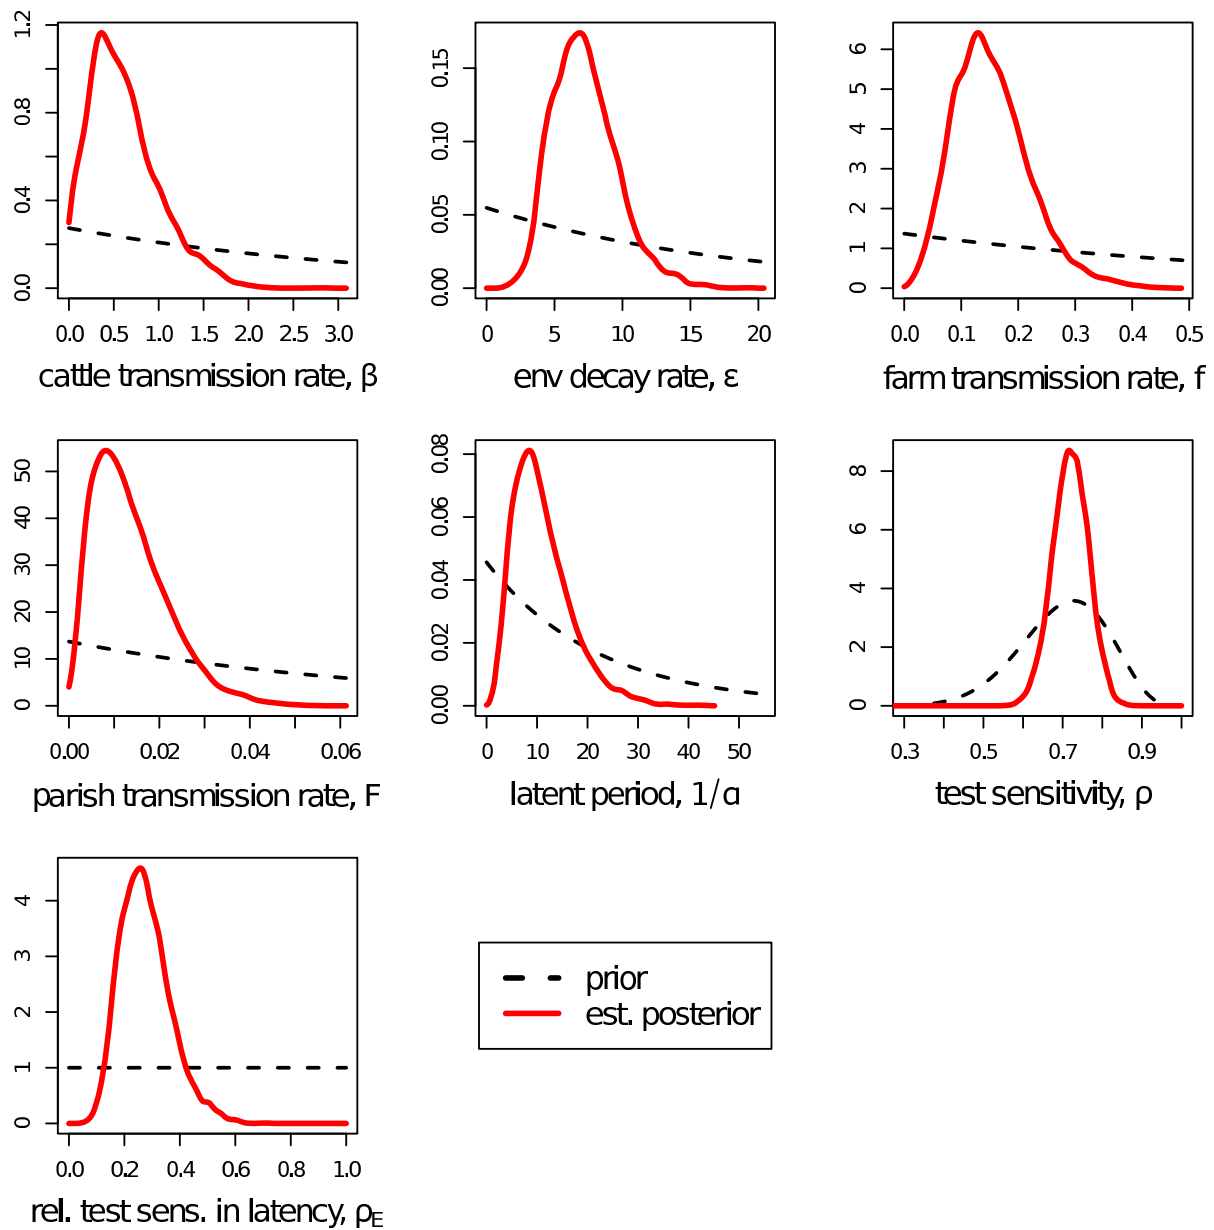 1.2
0.8
0.4
0.0
0.0 0.5 1.0 1.5 2.0 2.5 3.0
cattle transmission rate, β
0.15
0.10
0.05
0.00
0 5 10 15 20
env decay rate, ε
6
5
4
3
2
1
0
0.0 0.1 0.2 0.3 0.4 0.5
farm transmission rate, f
50
40
30
20
10
0
0.00 0.02 0.04 0.06
parish transmission rate, F
0.08
0.06
0.04
0.02
0.00
0 10 20 30 40 50
latent period, 1/α
8
6
4
2
0
0.3 0.5 0.7 0.9
test sensitivity, ρ
4
3
2
1
0
0.0 0.2 0.4 0.6 0.8 1.0
rel. test sens. in latency, ρE
prior
est. posterior